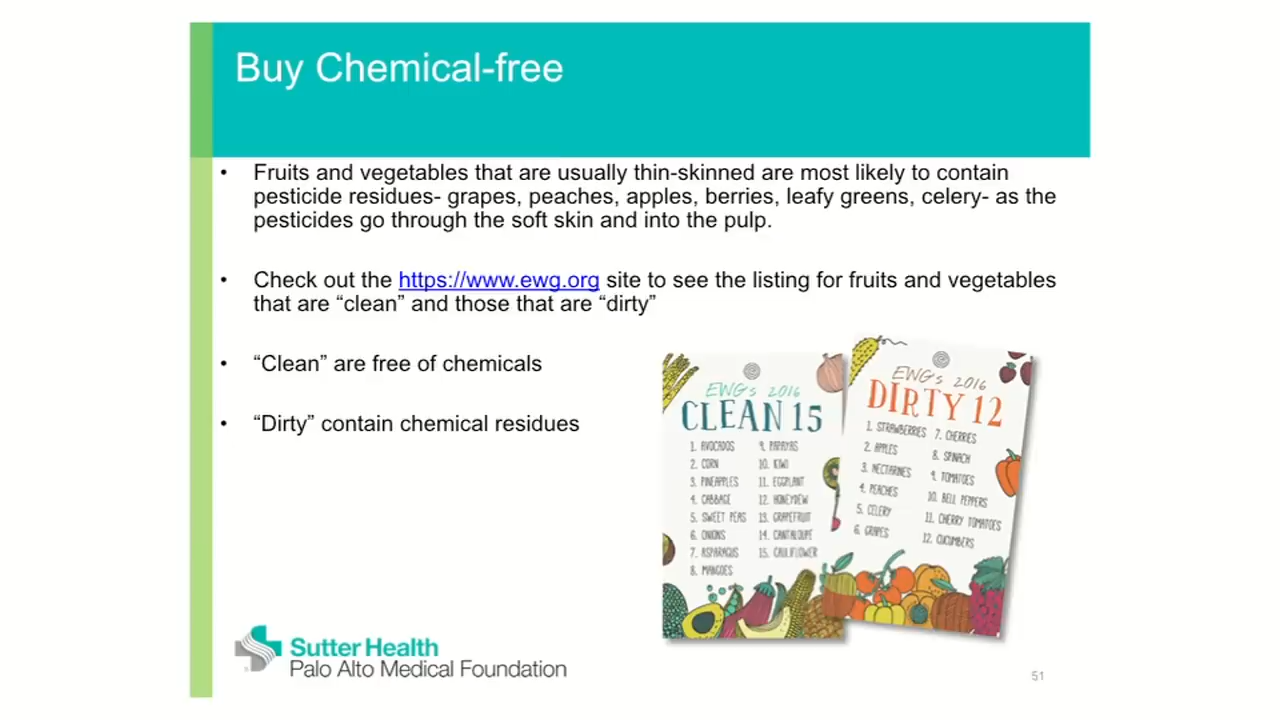 Buy Chemical-free
• Fruits and vegetables that are usually thin-skinned are most likely to contain
pesticide residues- grapes, peaches, apples, berries, leafy greens, celery- as the
pesticides go through the soft skin and into the pulp.
• Check out the https://www.ewg.org site to see the listing for fruits and vegetables
that are “clean” and those that are “dirty”
• “Clean” are free of chemicals
• “Dirty” contain chemical residues
EWG's 2016
CLEAN 15
1. AVOCADOS
2. CORN
3. PINEAPPLES
4. CABBAGE
5. SWEET PEAS
6. ONIONS
7. ASPARAGUS
8. MANGOES
9. PAPAYAS
10. KIWI
11. EGGPLANT
12. HONEYDEW
13. GRAPEFRUIT
14. CANTALOUPE
15. CAULIFLOWER
EWG's 2016
DIRTY 12
1. STRAWBERRIES
2. APPLES
3. NECTARINES
4. PEACHES
5. CELERY
6. GRAPES
7. CHERRIES
8. SPINACH
9. TOMATOES
10. BELL PEPPERS
11. CHERRY TOMATOES
12. CUCUMBERS
Sutter Health
Palo Alto Medical Foundation
51